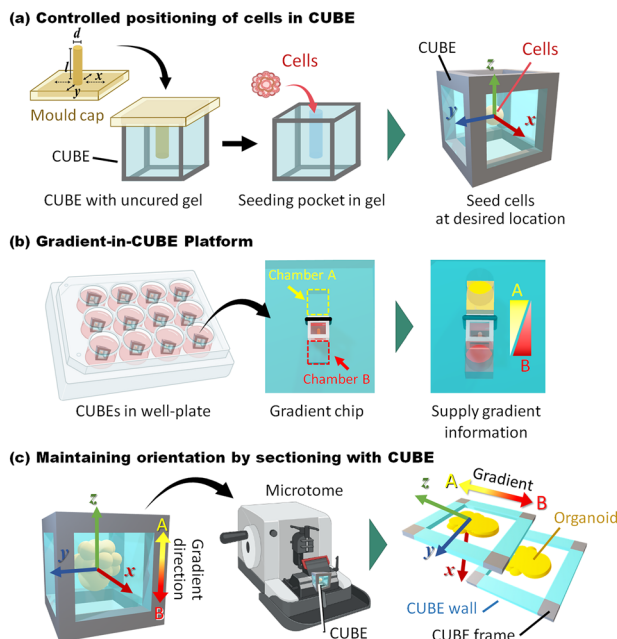 (a) Controlled positioning of cells in CUBE
d
l
x
y
Mould cap
CUBE
CUBE with uncured gel
Cells
Seeding pocket in gel
CUBE
Cells
z
y
x
Seed cells
at desired location
(b) Gradient-in-CUBE Platform
CUBEs in well-plate
Chamber A
Chamber B
Gradient chip
A
B
Supply gradient
information
(c) Maintaining orientation by sectioning with CUBE
z
y
x
A
B
Gradient
direction
Microtome
CUBE
A
Gradient
B
z
y
x
Organoid
CUBE wall
CUBE frame